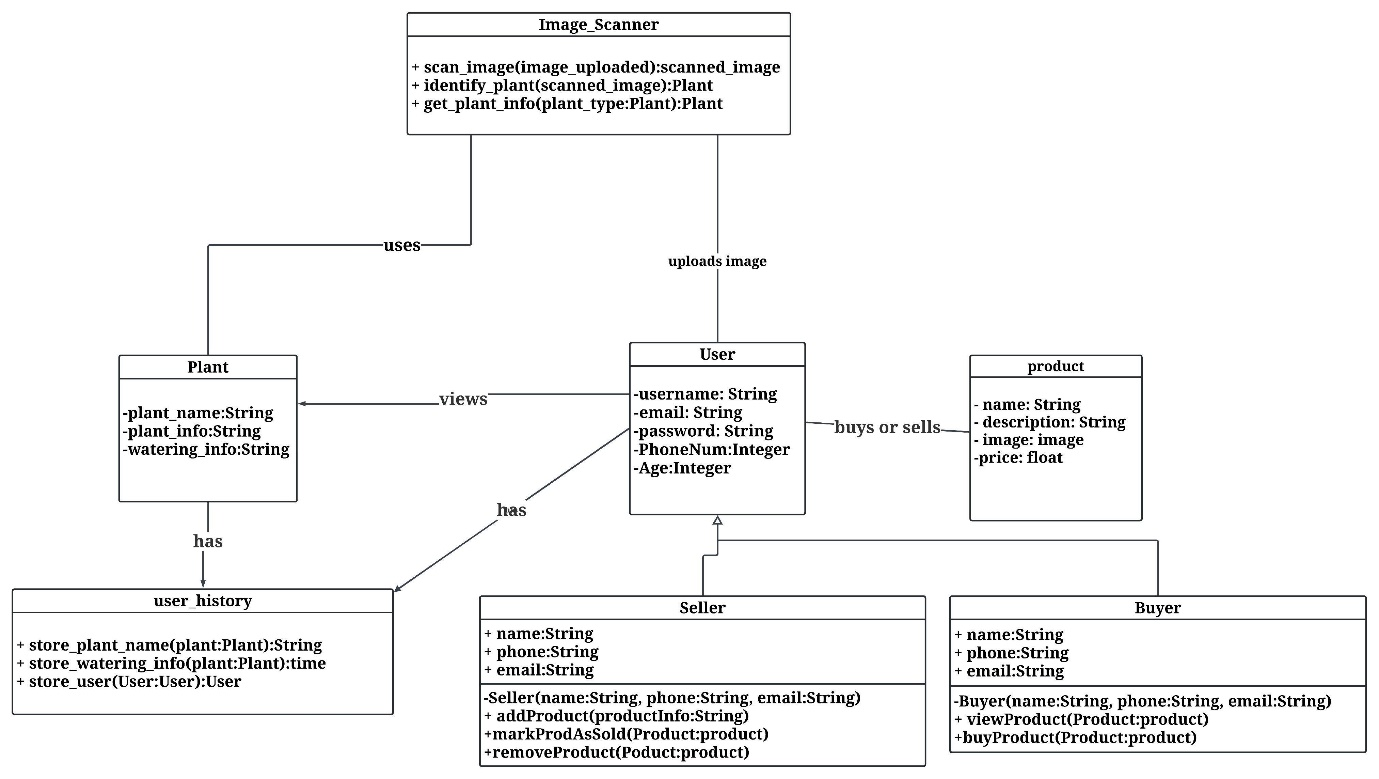 Image_Scanner
+ scan_image(image_uploaded):scanned_image
+ identify_plant(scanned_image):Plant
+ get_plant_info(plant_type:Plant):Plant
uses
uploads image
Plant
-plant_name:String
-plant_info:String
-watering_info:String
views
User
-username: String
-email: String
-password: String
-PhoneNum:Integer
-Age:Integer
buys or sells
product
- name: String
- description: String
- image: image
-price: float
has
has
user_history
+ store_plant_name(plant:Plant):String
+ store_watering_info(plant:Plant):time
+ store_user(User:User):User
Seller
+ name:String
+ phone:String
+ email:String
-Seller(name:String, phone:String, email:String)
+ addProduct(productInfo:String)
+markProdAsSold(Product:product)
+removeProduct(Poduct:product)
Buyer
+ name:String
+ phone:String
+ email:String
-Buyer(name:String, phone:String, email:String)
+ viewProduct(Product:product)
+buyProduct(Product:product)